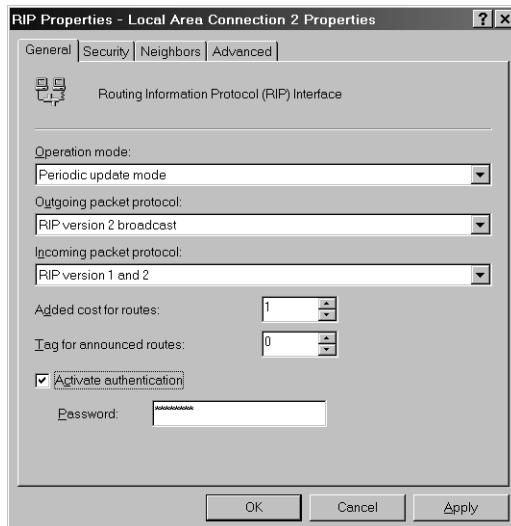 RIP Properties - Local Area Connection 2 Properties
General Security Neighbors Advanced
Routing Information Protocol (RIP) Interface
Operation mode:
Periodic update mode
Outgoing packet protocol:
RIP version 2 broadcast
Incoming packet protocol:
RIP version 1 and 2
Added cost for routes: 1
Tag for announced routes: 0
Activate authentication
Password: ********
OK Cancel Apply